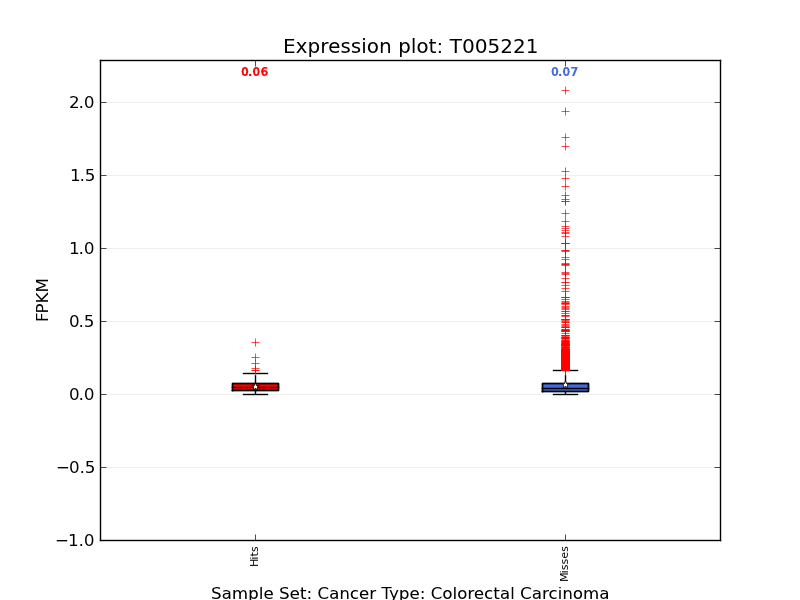 Expression plot: T005221
0.06
0.07
2.0
1.5
1.0
0.5
0.0
−0.5
−1.0
FPKM
Hits
Misses
Sample Set: Cancer Type: Colorectal Carcinoma